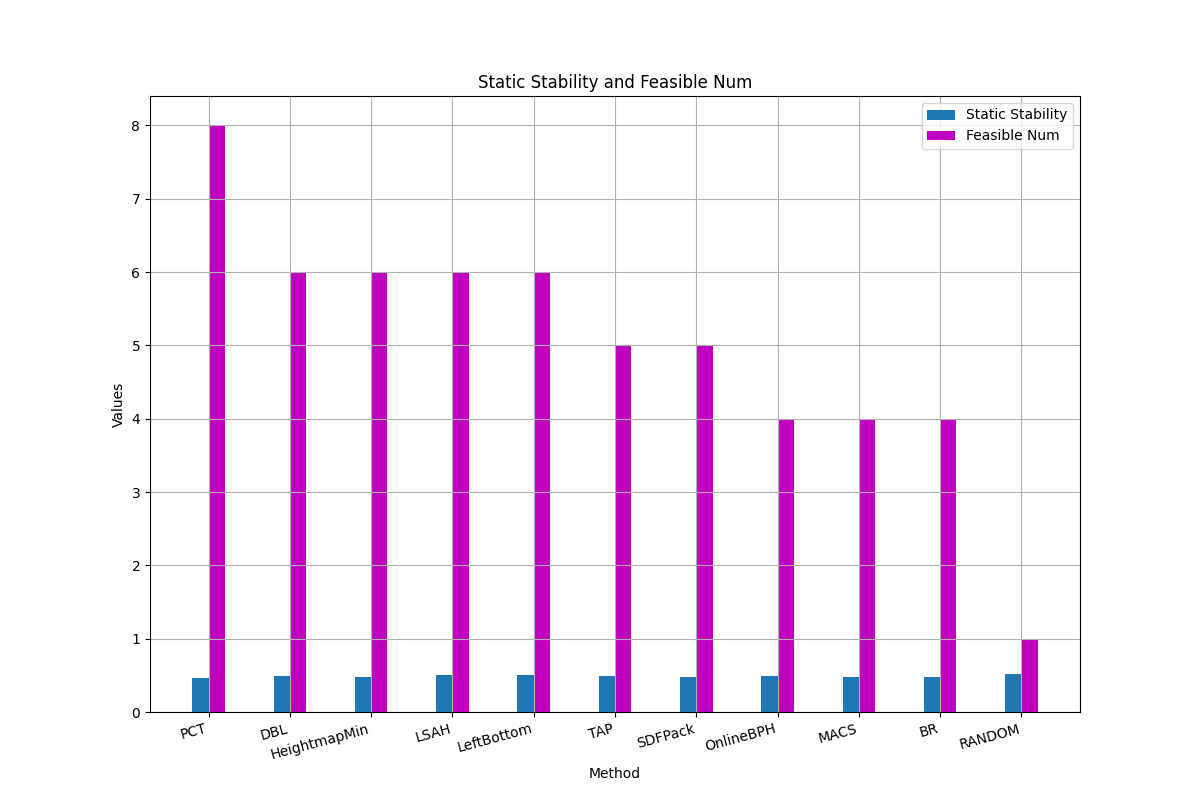 Static Stability and Feasible Num
Static Stability
Feasible Num
8
7
6
5
4
3
2
1
0
Values
PCT
DBL
HeightmapMin
LSAH
LeftBottom
TAP
SDFPack
OnlineBPH
MACS
BR
RANDOM
Method